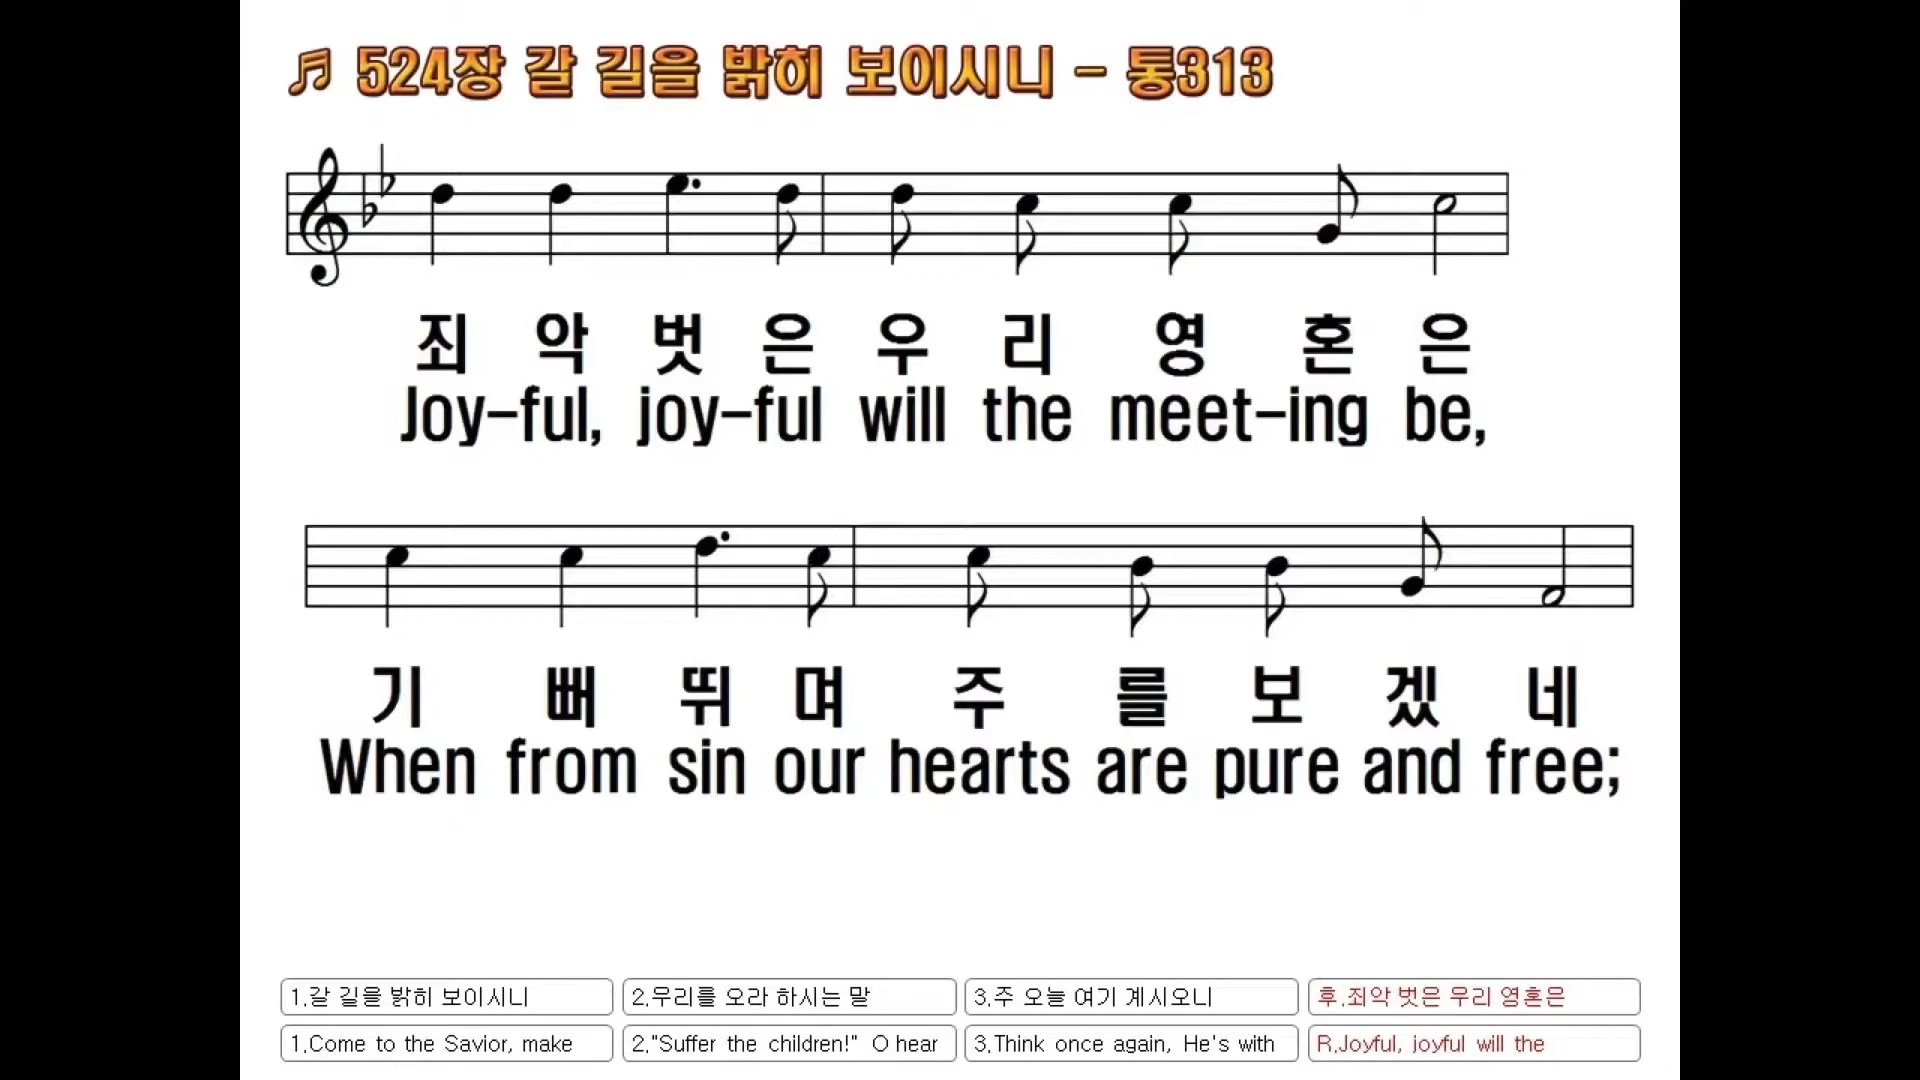 ♬ 524장 갈 길을 밝히 보이시니 - 통313
죄 악 벗 은 우 리 영 혼 은
Joy-ful, joy-ful will the meet-ing be,
기 뻐 뛰 며 주 를 보 겠 네
When from sin our hearts are pure and free;
1.갈 길을 밝히 보이시니
2.우리를 오라 하시는 말
3.주 오늘 여기 계시오니
후.죄악 벗은 우리 영혼은
1.Come to the Savior, make
2."Suffer the children!" O hear
3.Think once again, He's with
R.Joyful, joyful will the